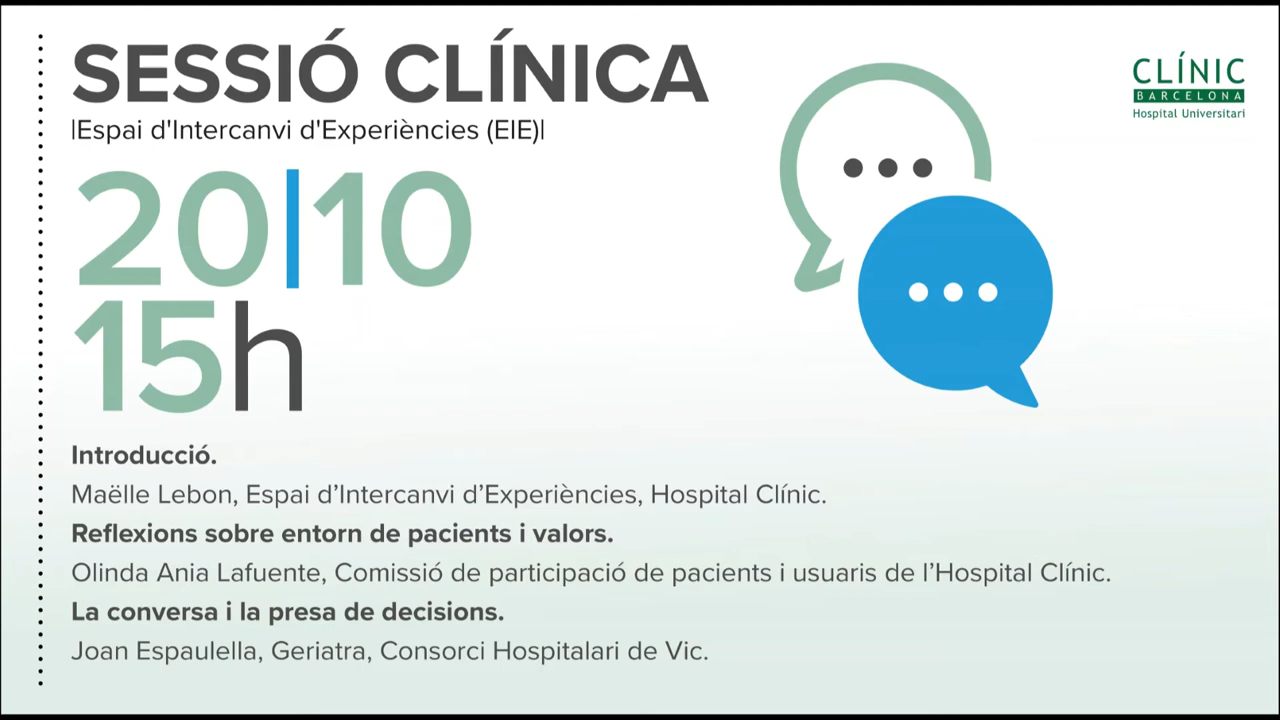 SESSIÓ CLÍNICA
|Espai d'Intercanvi d'Experiències (EIE)|
20|10
15h
CLÍNIC
BARCELONA
Hospital Universitari
Introducció.
Maëlle Lebon, Espai d’Intercanvi d’Experiències, Hospital Clínic.
Reflexions sobre entorn de pacients i valors.
Olinda Ania Lafuente, Comissió de participació de pacients i usuaris de l’Hospital Clínic.
La conversa i la presa de decisions.
Joan Espaulella, Geriatra, Consorci Hospitalari de Vic.